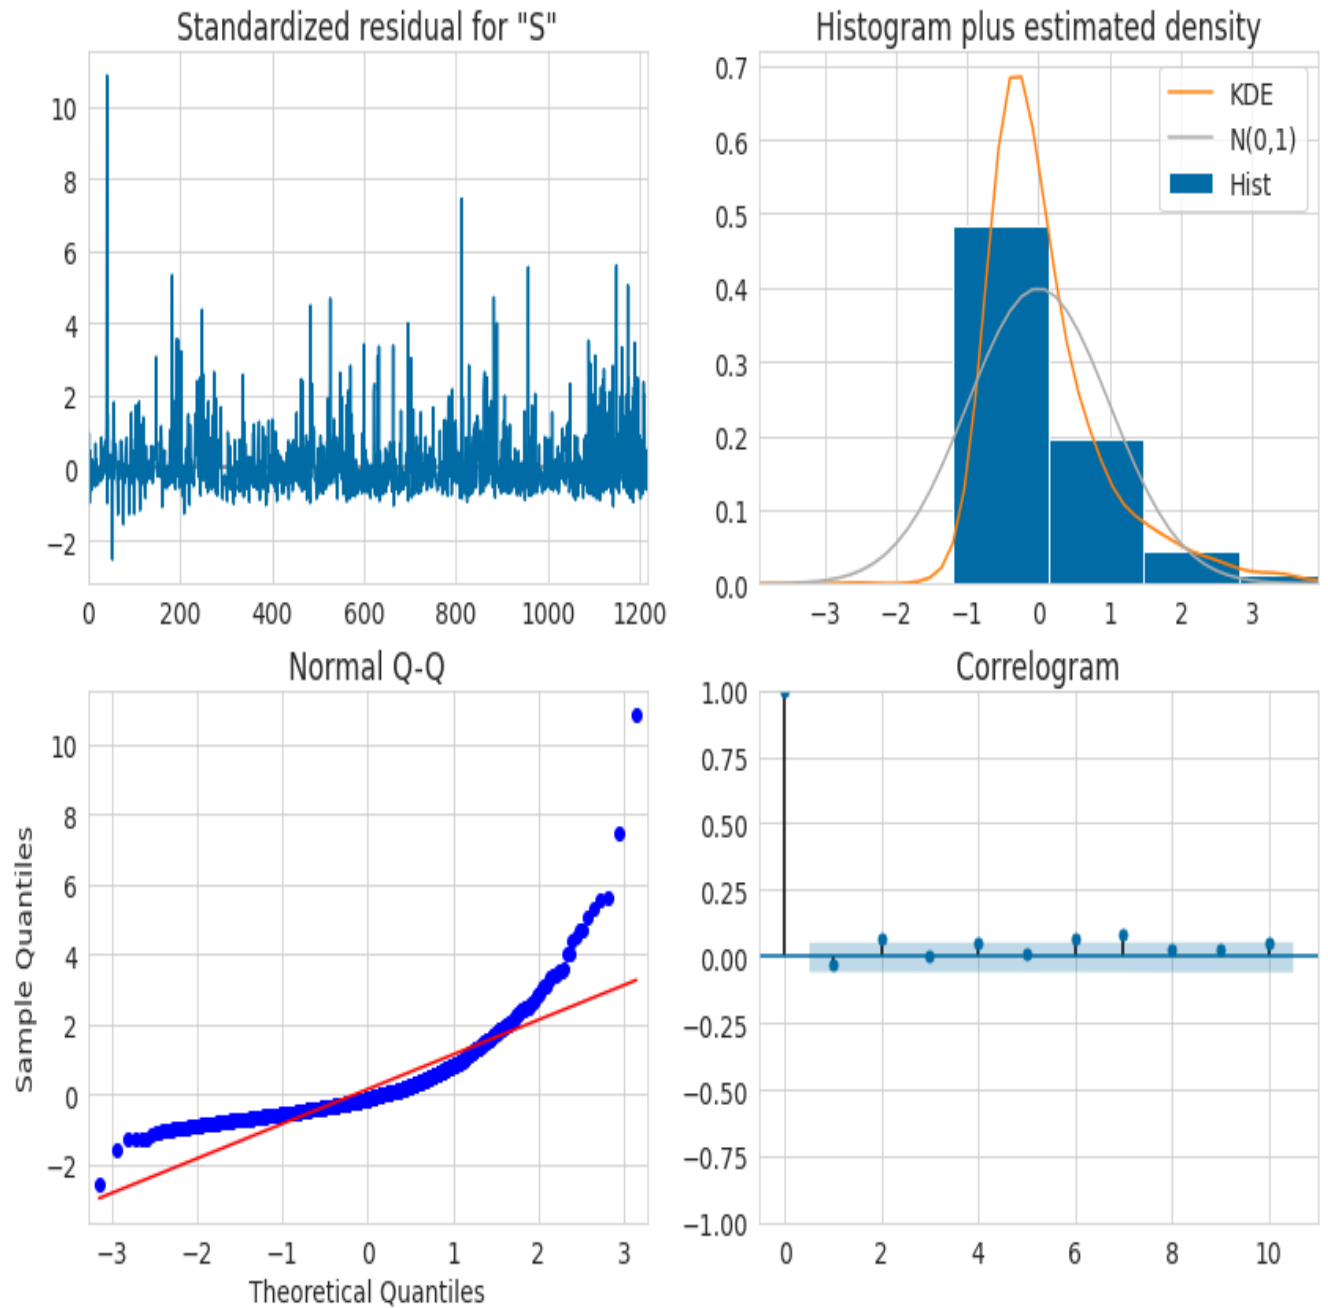 Standardized residual for "S"
10
8
6
4
2
0
−2
0 200 400 600 800 1000 1200
Histogram plus estimated density
0.7
0.6
0.5
0.4
0.3
0.2
0.1
0.0
KDE
N(0,1)
Hist
−3 −2 −1 0 1 2 3
Normal Q-Q
Sample Quantiles
10
8
6
4
2
0
−2
−3 −2 −1 0 1 2 3
Theoretical Quantiles
Correlogram
1.00
0.75
0.50
0.25
0.00
−0.25
−0.50
−0.75
−1.00
0 2 4 6 8 10